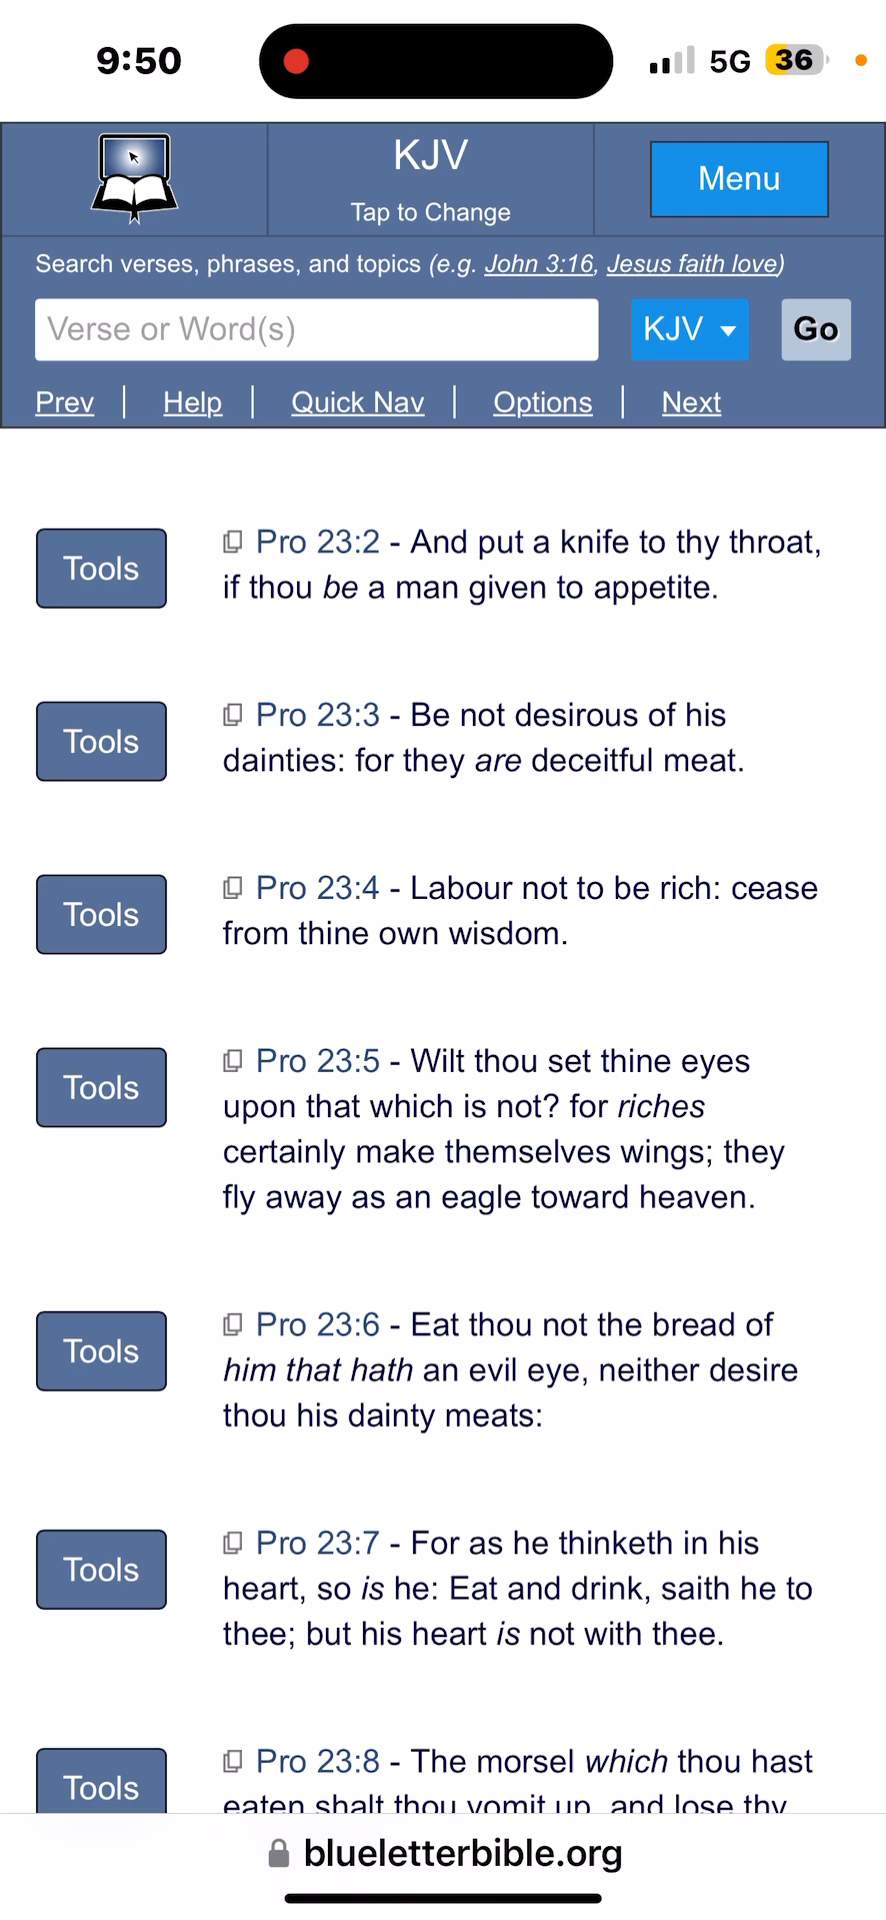 9:50 5G 36
KJV
Tap to Change
Menu
Search verses, phrases, and topics (e.g. John 3:16, Jesus faith love)
Verse or Word(s) KJV Go
Prev | Help | Quick Nav | Options | Next
Tools
Pro 23:2 - And put a knife to thy throat,
if thou be a man given to appetite.
Tools
Pro 23:3 - Be not desirous of his
dainties: for they are deceitful meat.
Tools
Pro 23:4 - Labour not to be rich: cease
from thine own wisdom.
Tools
Pro 23:5 - Wilt thou set thine eyes
upon that which is not? for riches
certainly make themselves wings; they
fly away as an eagle toward heaven.
Tools
Pro 23:6 - Eat thou not the bread of
him that hath an evil eye, neither desire
thou his dainty meats:
Tools
Pro 23:7 - For as he thinketh in his
heart, so is he: Eat and drink, saith he to
thee; but his heart is not with thee.
Tools
Pro 23:8 - The morsel which thou hast
eaten shalt thou vomit up, and lose thy
blueletterbible.org